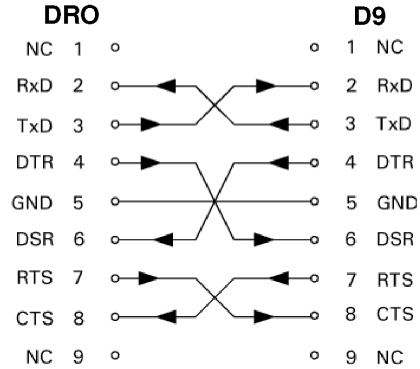 DRO D9
NC 1 1 NC
RxD 2 2 RxD
TxD 3 3 TxD
DTR 4 4 DTR
GND 5 5 GND
DSR 6 6 DSR
RTS 7 7 RTS
CTS 8 8 CTS
NC 9 9 NC